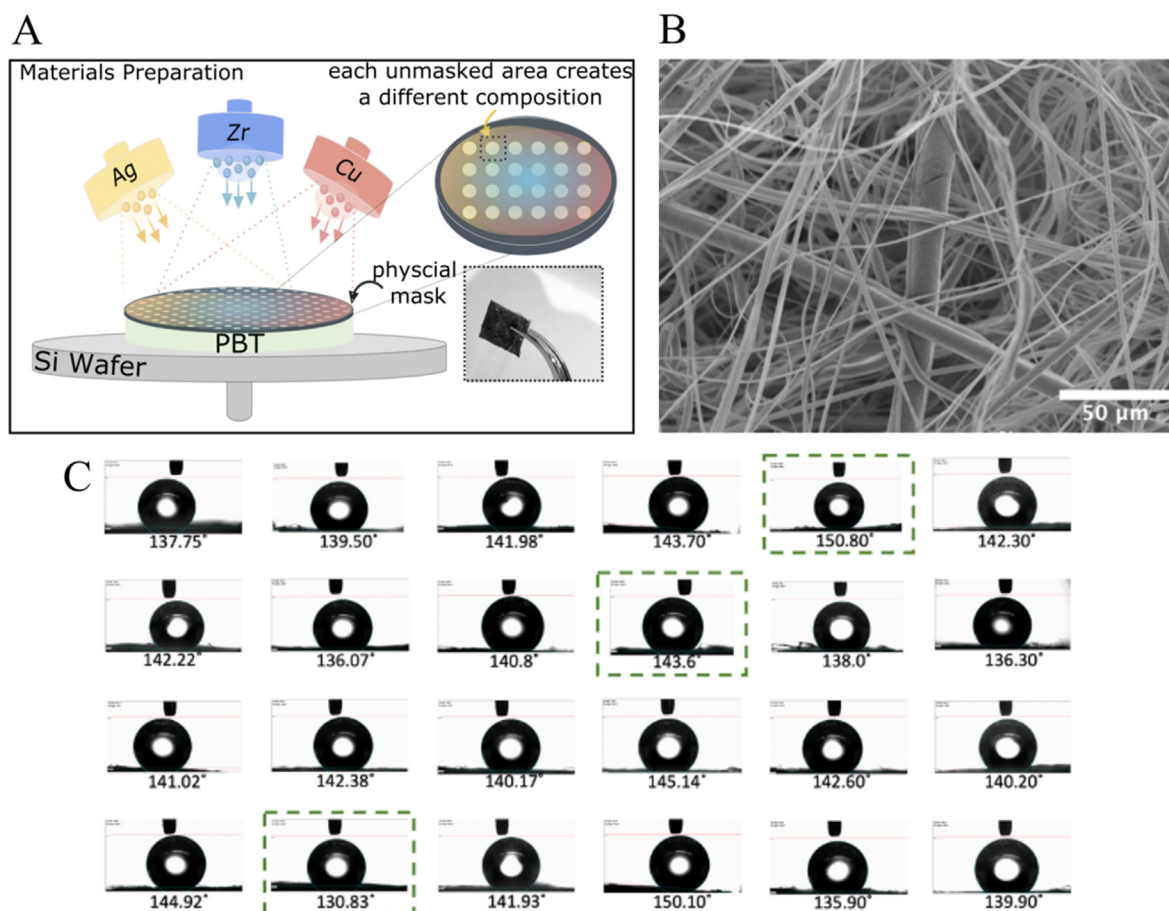 A
B
Materials Preparation
each unmasked area creates
a different composition
Zr
Ag
Cu
physcial
mask
PBT
Si Wafer
50 μm
C
137.75° 139.50° 141.98° 143.70° 150.80° 142.30°
142.22° 136.07° 140.8° 143.6° 138.0° 136.30°
141.02° 142.38° 140.17° 145.14° 142.60° 140.20°
144.92° 130.83° 141.93° 150.10° 135.90° 139.90°